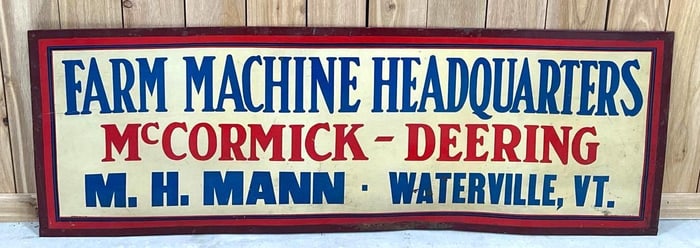 FARM MACHINE HEADQUARTERS
McCORMICK - DEERING
M. H. MANN · WATERVILLE, VT.